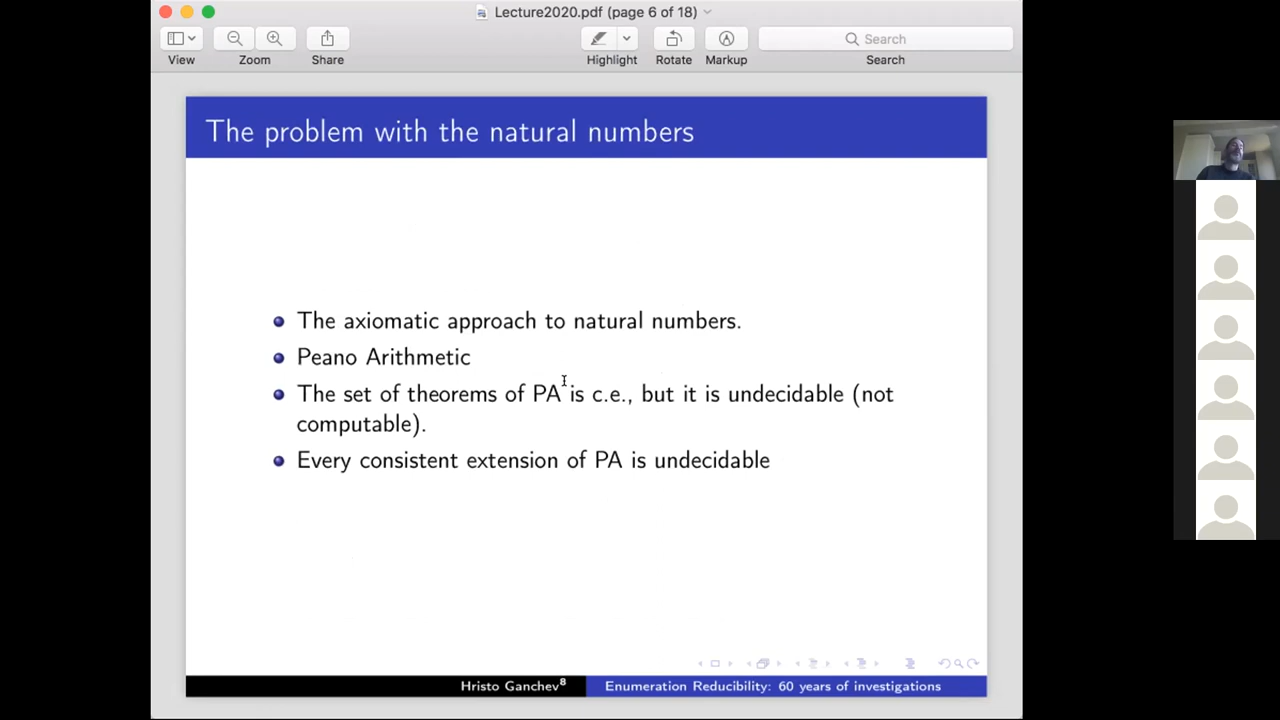 Lecture2020.pdf (page 6 of 18)
View
Zoom
Share
Highlight
Rotate
Markup
Search
Search
The problem with the natural numbers
The axiomatic approach to natural numbers.
Peano Arithmetic
The set of theorems of PA is c.e., but it is undecidable (not
computable).
Every consistent extension of PA is undecidable
Hristo Ganchev⁸
Enumeration Reducibility: 60 years of investigations